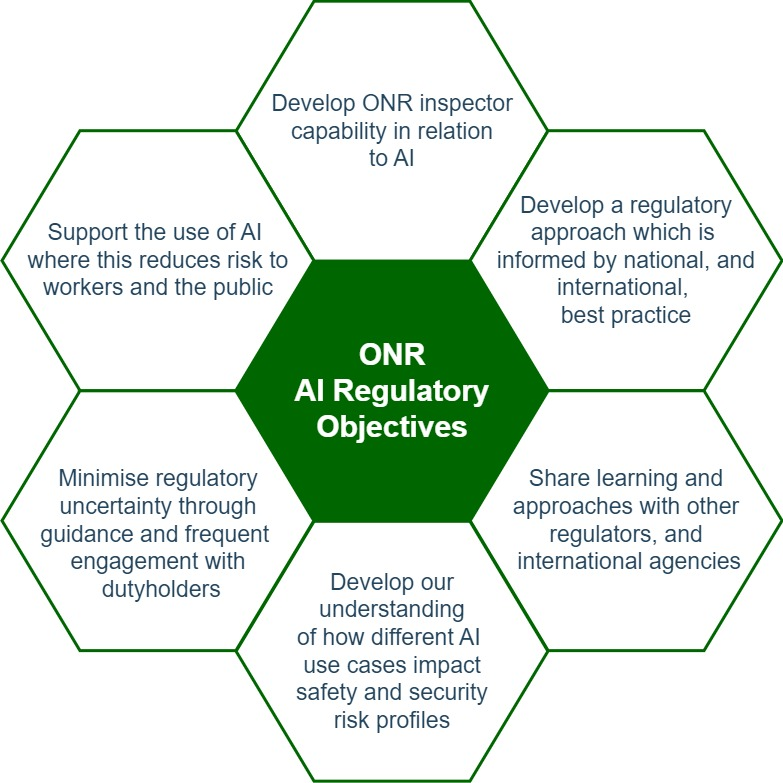 Develop ONR inspector
capability in relation
to AI
Support the use of AI
where this reduces risk to
workers and the public
Develop a regulatory
approach which is
informed by national, and
international,
best practice
ONR
AI Regulatory
Objectives
Minimise regulatory
uncertainty through
guidance and frequent
engagement with
dutyholders
Share learning and
approaches with other
regulators, and
international agencies
Develop our
understanding
of how different AI
use cases impact
safety and security
risk profiles